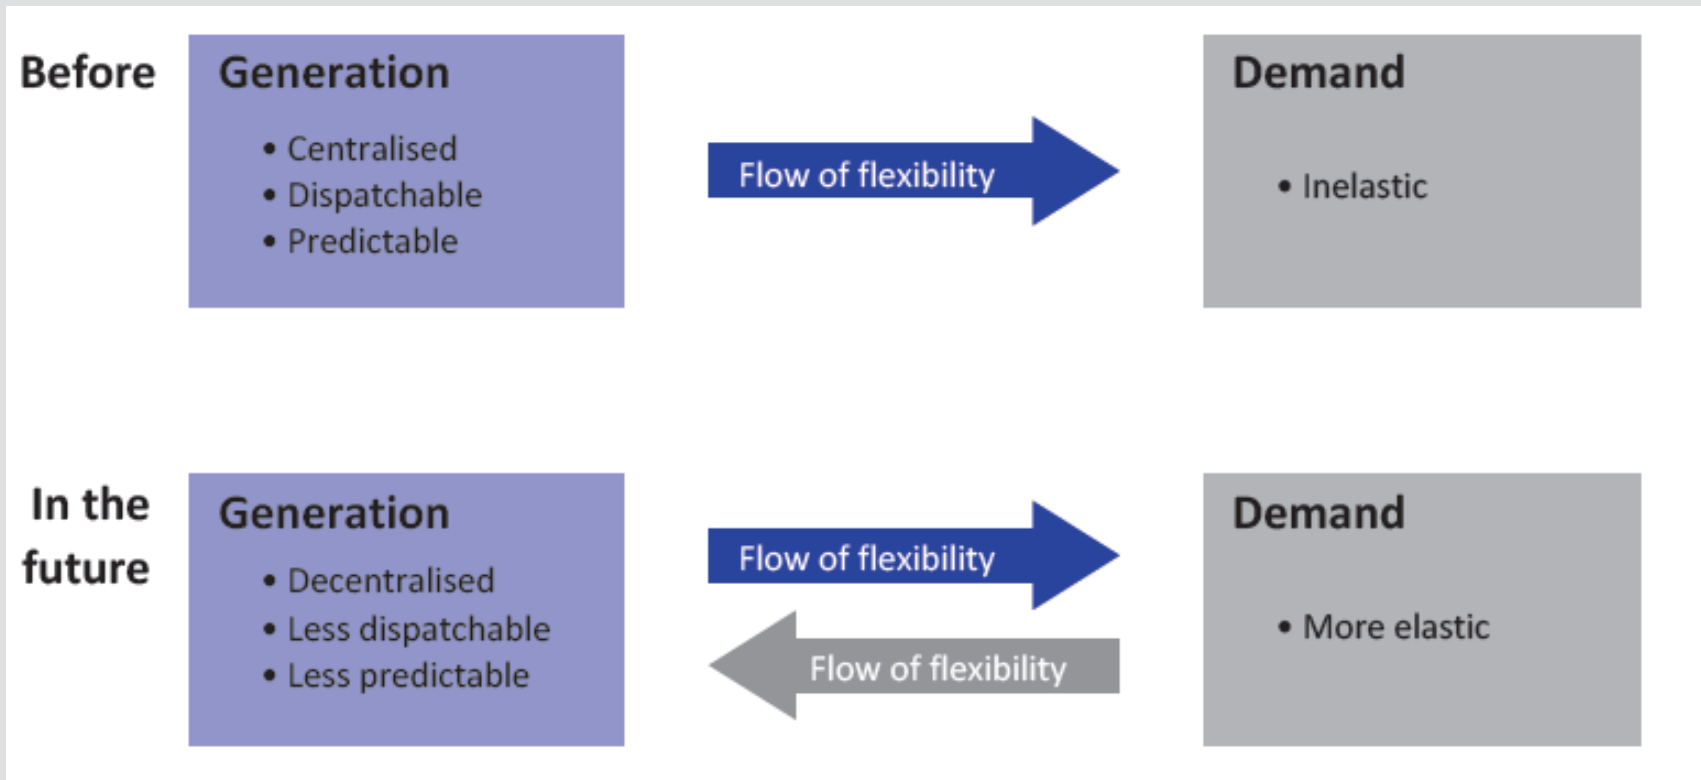 Before
Generation
• Centralised
• Dispatchable
• Predictable
Flow of flexibility
Demand
• Inelastic
In the
future
Generation
• Decentralised
• Less dispatchable
• Less predictable
Flow of flexibility
Flow of flexibility
Demand
• More elastic